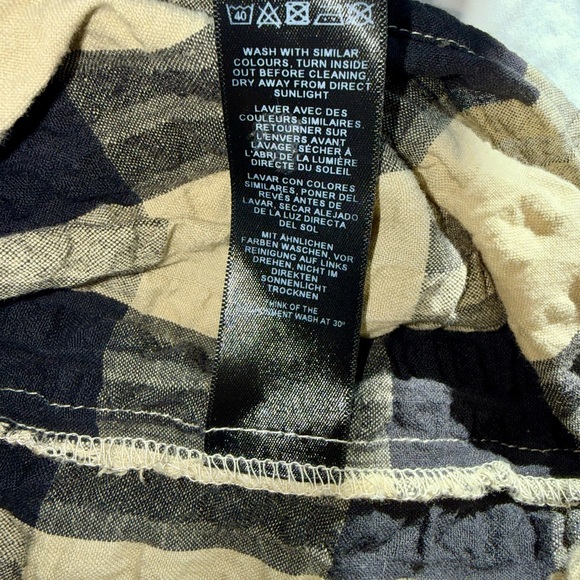 40
WASH WITH SIMILAR
COLOURS, TURN INSIDE
OUT BEFORE CLEANING,
DRY AWAY FROM DIRECT
SUNLIGHT
LAVER AVEC DES
COULEURS SIMILAIRES,
RETOURNER SUR
L'ENVERS AVANT
LAVAGE, SÉCHER À
L'ABRI DE LA LUMIÈRE
DIRECTE DU SOLEIL
LAVAR CON COLORES
SIMILARES, PONER DEL
REVÉS ANTES DE
LAVAR, SECAR ALEJADO
DE LA LUZ DIRECTA
DEL SOL
MIT ÄHNLICHEN
FARBEN WASCHEN, VOR
REINIGUNG AUF LINKS
DREHEN, NICHT IM
DIREKTEN
SONNENLICHT
TROCKNEN
HINK OF THE
WASH AT 30°